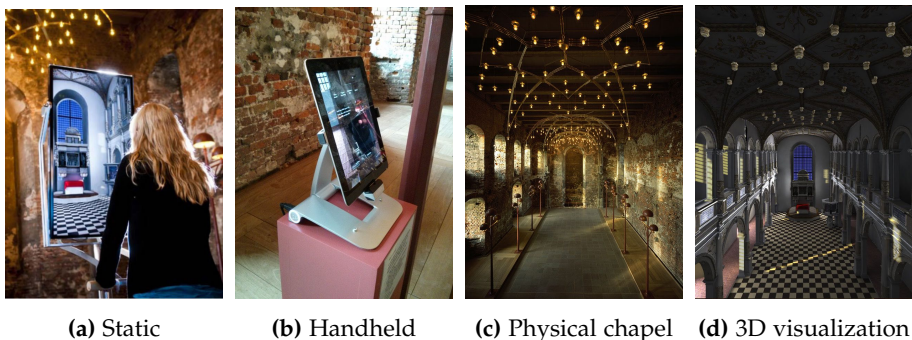 (a) Static
(b) Handheld
(c) Physical chapel
(d) 3D visualization